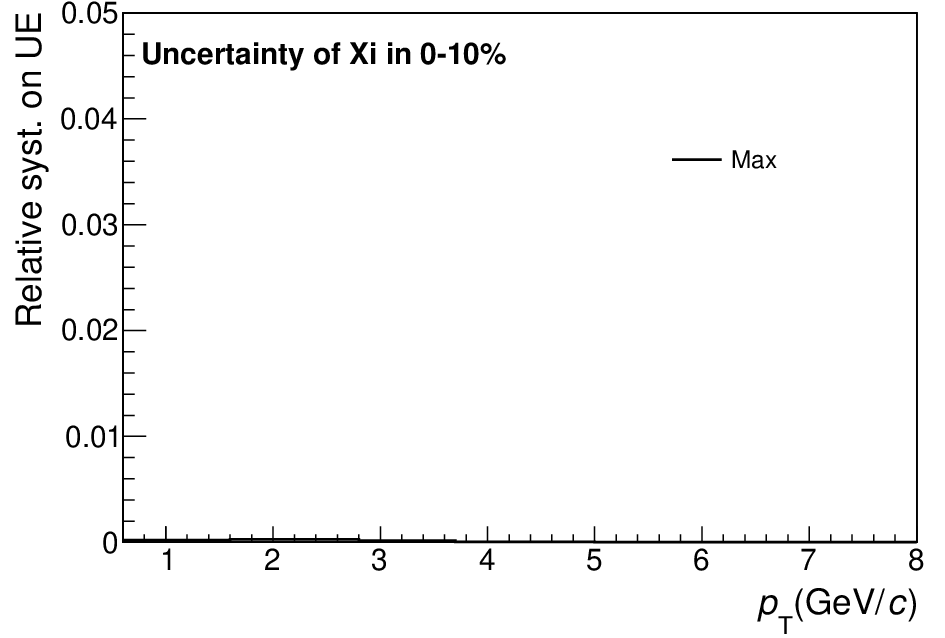 Relative syst. on UE
Uncertainty of Xi in 0-10%
Max
0.05
0.04
0.03
0.02
0.01
0
1 2 3 4 5 6 7 8
p_T(GeV/c)